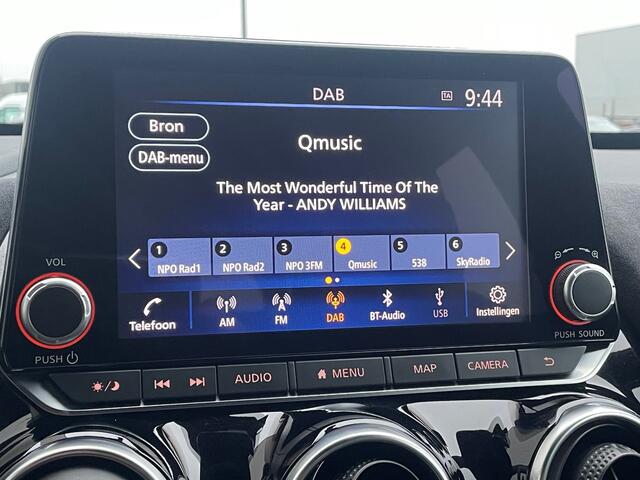 DAB
TA 9:44
Bron
DAB-menu
Qmusic
The Most Wonderful Time Of The
Year - ANDY WILLIAMS
1 2 3 4 5 6
NPO Rad1 NPO Rad2 NPO 3FM Qmusic 538 SkyRadio
Telefoon AM FM DAB BT-Audio USB Instellingen
VOL
PUSH
PUSH SOUND
AUDIO MENU MAP CAMERA